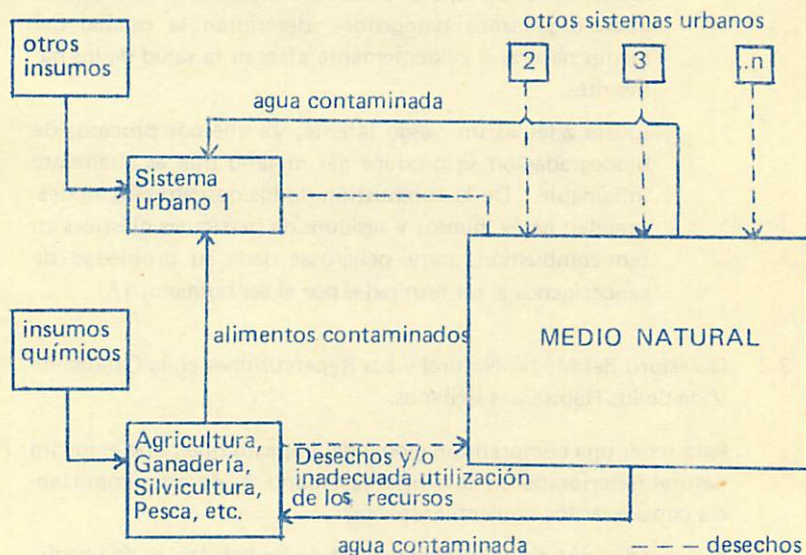 otros sistemas urbanos
otros
insumos
2
3
.n
agua contaminada
Sistema
urbano
insumos
químicos
alimentos contaminados
MEDIO NATURAL
Agricultura,
Ganadería,
Silvicultura,
Pesca, etc.
Desechos y/o
inadecuada utilización
de los recursos
agua contaminada
desechos